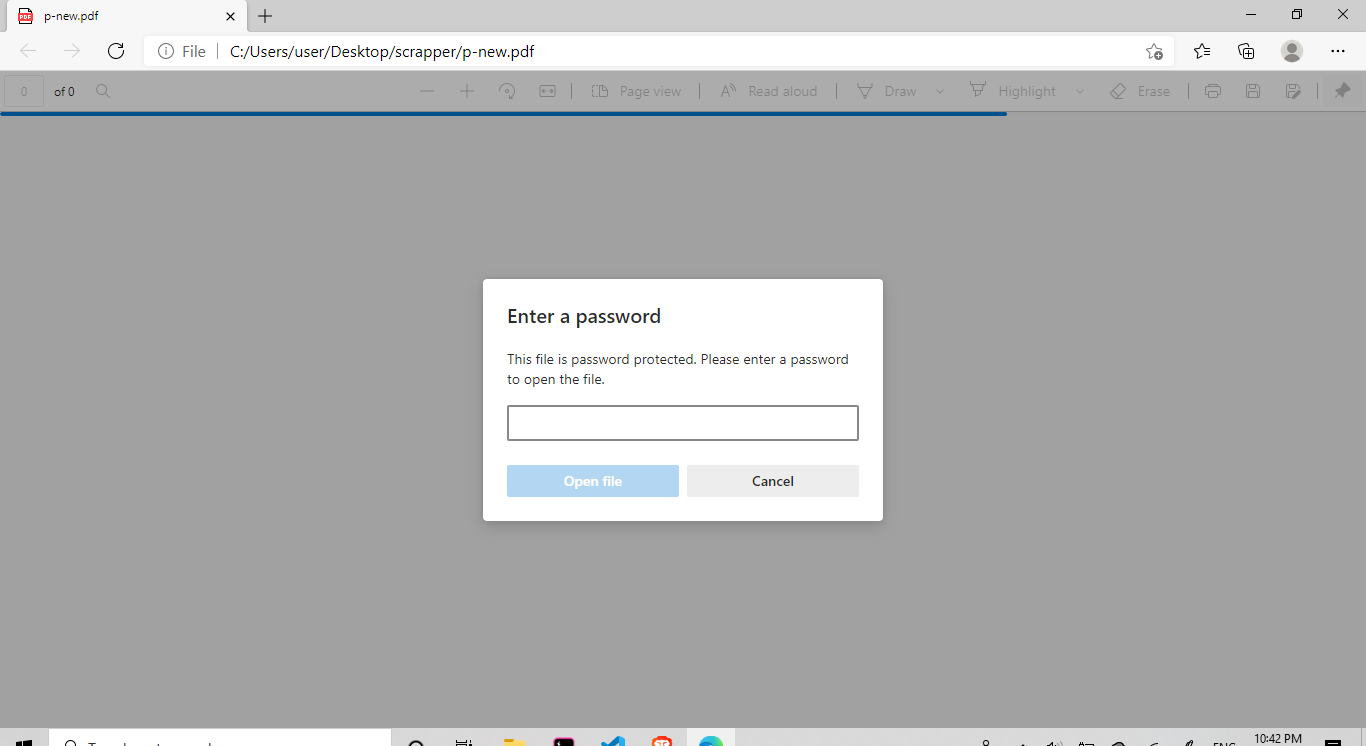 p-new.pdf
File
C:/Users/user/Desktop/scrapper/p-new.pdf
0 of 0 Page view Read aloud Draw Highlight Erase
Enter a password
This file is password protected. Please enter a password
to open the file.
Open file Cancel
10:42 PM